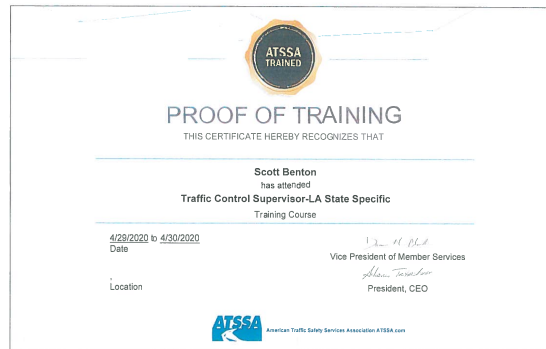 ATSSA
TRAINED
PROOF OF TRAINING
THIS CERTIFICATE HEREBY RECOGNIZES THAT
Scott Benton
has attended
Traffic Control Supervisor-LA State Specific
Training Course
4/29/2020 to 4/30/2020
Date
Vice President of Member Services
,
Location
President, CEO
ATSSA American Traffic Safety Services Association ATSSA.com